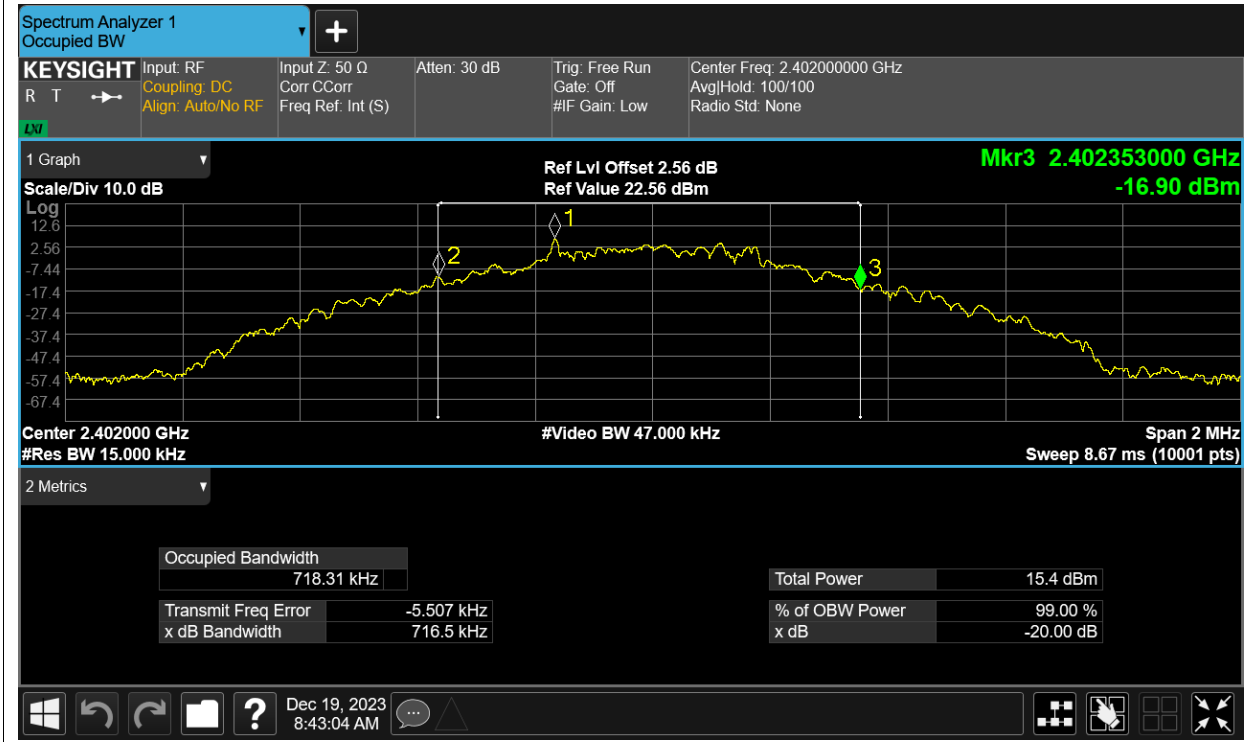 Spectrum Analyzer 1
Occupied BW
KEYSIGHT Input: RF Input Z: 50 Ω Atten: 30 dB Trig: Free Run Center Freq: 2.402000000 GHz
R T Coupling: DC Corr CCorr Gate: Off Avg|Hold: 100/100
Align: Auto/No RF Freq Ref: Int (S) #IF Gain: Low Radio Std: None
LXI
1 Graph Ref Lvl Offset 2.56 dB Mkr3 2.402353000 GHz
Scale/Div 10.0 dB Ref Value 22.56 dBm -16.90 dBm
Log
12.6
2.56
-7.44
-17.4
-27.4
-37.4
-47.4
-57.4
-67.4
1
2
3
Center 2.402000 GHz #Video BW 47.000 kHz Span 2 MHz
#Res BW 15.000 kHz Sweep 8.67 ms (10001 pts)
2 Metrics
Occupied Bandwidth
718.31 kHz Total Power 15.4 dBm
Transmit Freq Error -5.507 kHz % of OBW Power 99.00 %
x dB Bandwidth 716.5 kHz x dB -20.00 dB
? Dec 19, 2023
8:43:04 AM